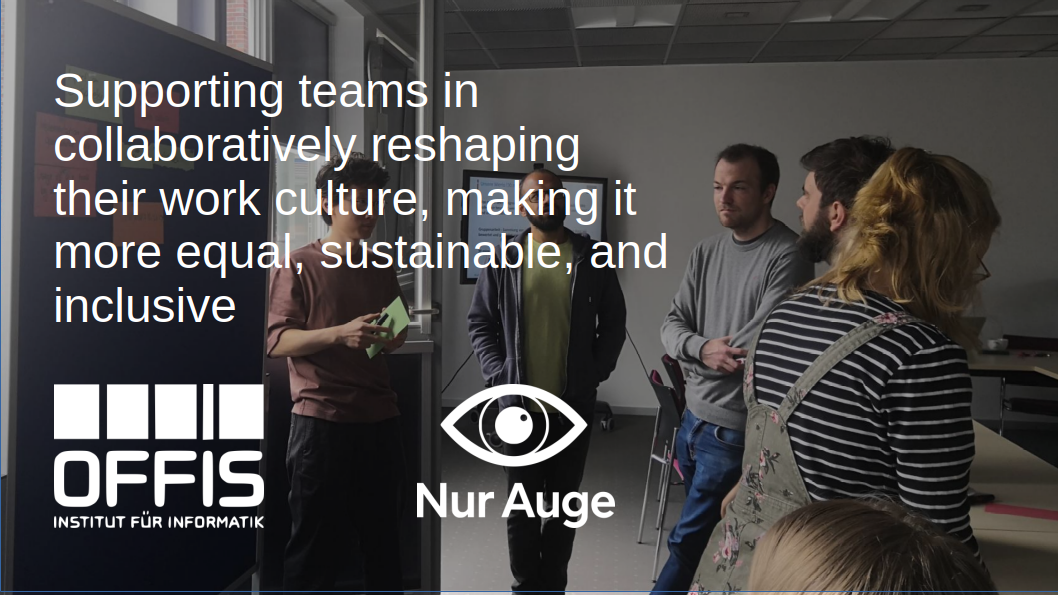 Supporting teams in
collaboratively reshaping
their work culture, making it
more equal, sustainable, and
inclusive
OFFIS
INSTITUT FÜR INFORMATIK
Nur Auge